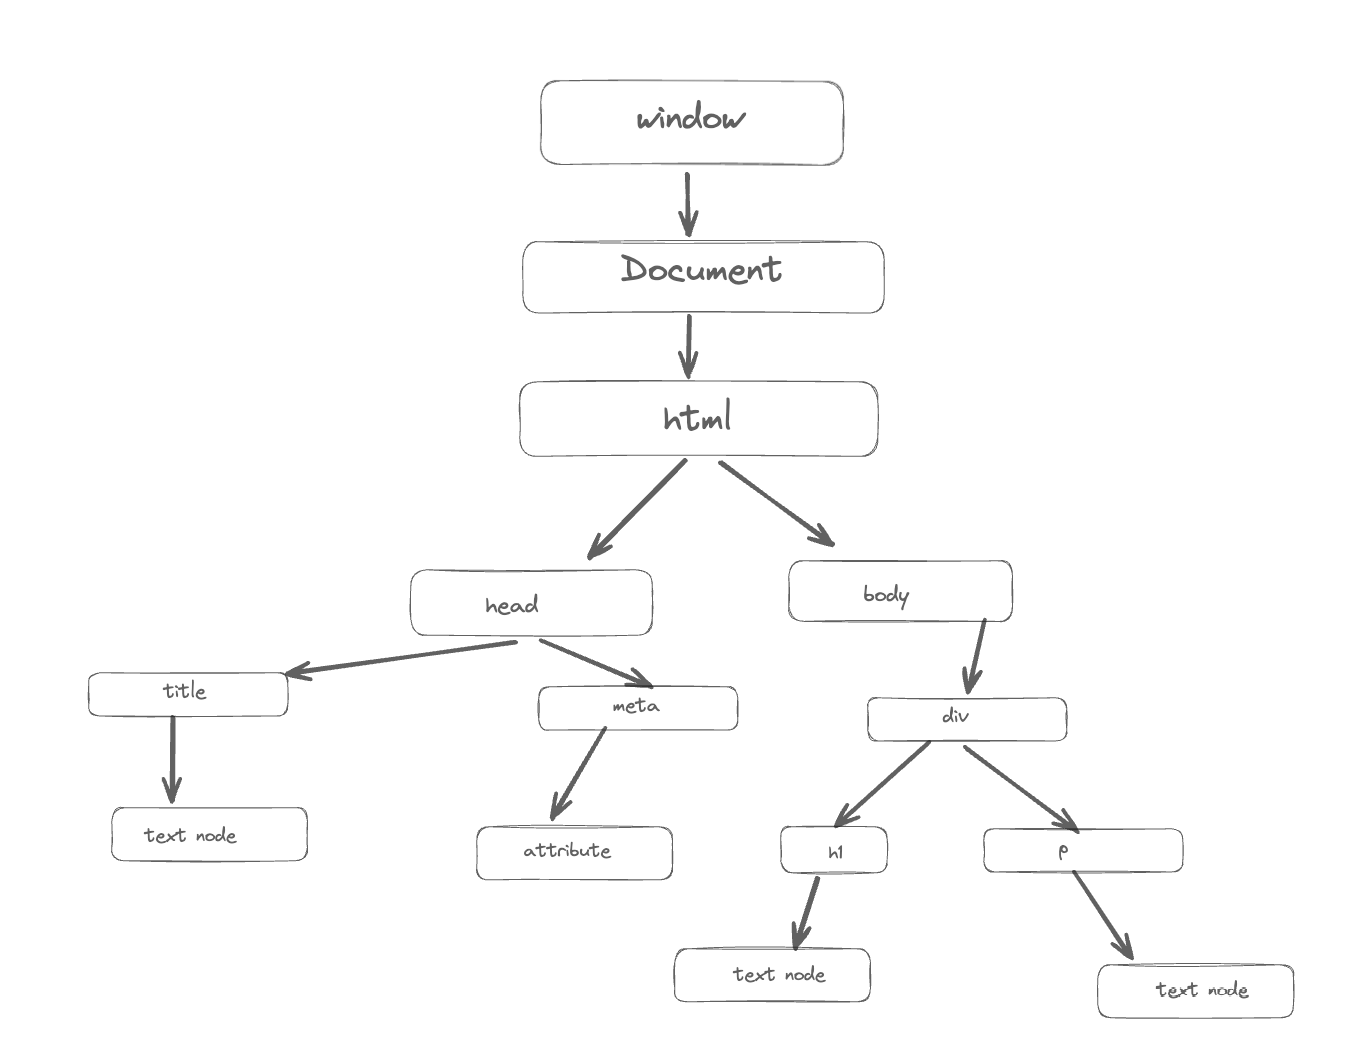 window
Document
html
head
body
title
meta
div
text node
attribute
h1
p
text node
text node